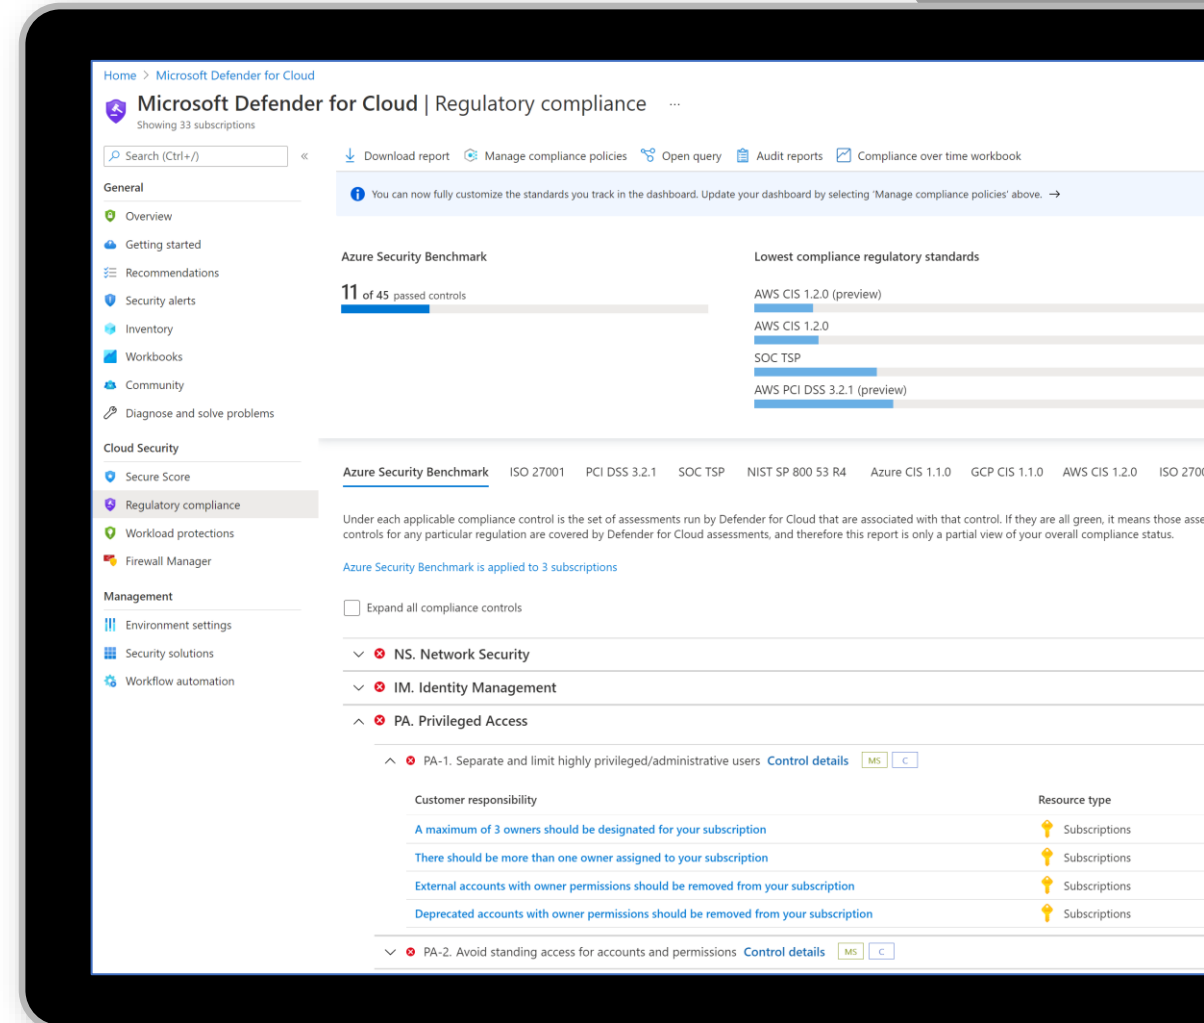 Home > Microsoft Defender for Cloud
Microsoft Defender for Cloud | Regulatory compliance ...
Showing 33 subscriptions
Search (Ctrl+/)
«
General
Overview
Getting started
Recommendations
Security alerts
Inventory
Workbooks
Community
Diagnose and solve problems
Cloud Security
Secure Score
Regulatory compliance
Workload protections
Firewall Manager
Management
Environment settings
Security solutions
Workflow automation
Download report Manage compliance policies Open query Audit reports Compliance over time workbook
You can now fully customize the standards you track in the dashboard. Update your dashboard by selecting 'Manage compliance policies' above. →
Azure Security Benchmark
11 of 45 passed controls
Lowest compliance regulatory standards
AWS CIS 1.2.0 (preview)
AWS CIS 1.2.0
SOC TSP
AWS PCI DSS 3.2.1 (preview)
Azure Security Benchmark ISO 27001 PCI DSS 3.2.1 SOC TSP NIST SP 800 53 R4 Azure CIS 1.1.0 GCP CIS 1.1.0 AWS CIS 1.2.0 ISO 2700
Under each applicable compliance control is the set of assessments run by Defender for Cloud that are associated with that control. If they are all green, it means those asse
controls for any particular regulation are covered by Defender for Cloud assessments, and therefore this report is only a partial view of your overall compliance status.
Azure Security Benchmark is applied to 3 subscriptions
Expand all compliance controls
NS. Network Security
IM. Identity Management
PA. Privileged Access
PA-1. Separate and limit highly privileged/administrative users Control details MS C
Customer responsibility Resource type
A maximum of 3 owners should be designated for your subscription Subscriptions
There should be more than one owner assigned to your subscription Subscriptions
External accounts with owner permissions should be removed from your subscription Subscriptions
Deprecated accounts with owner permissions should be removed from your subscription Subscriptions
PA-2. Avoid standing access for accounts and permissions Control details MS C